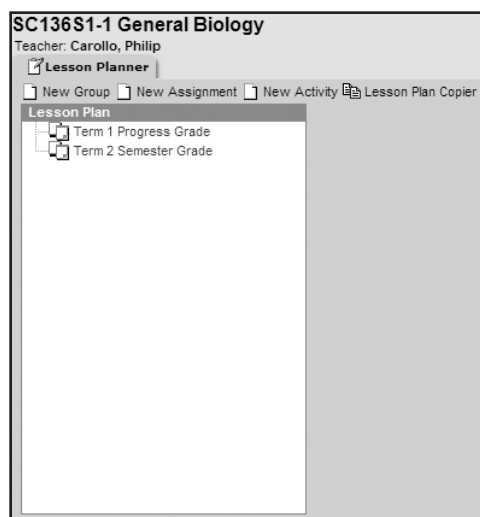 SC136S1-1 General Biology
Teacher: Carollo, Philip
Lesson Planner
New Group New Assignment New Activity Lesson Plan Copier
Lesson Plan
Term 1 Progress Grade
Term 2 Semester Grade